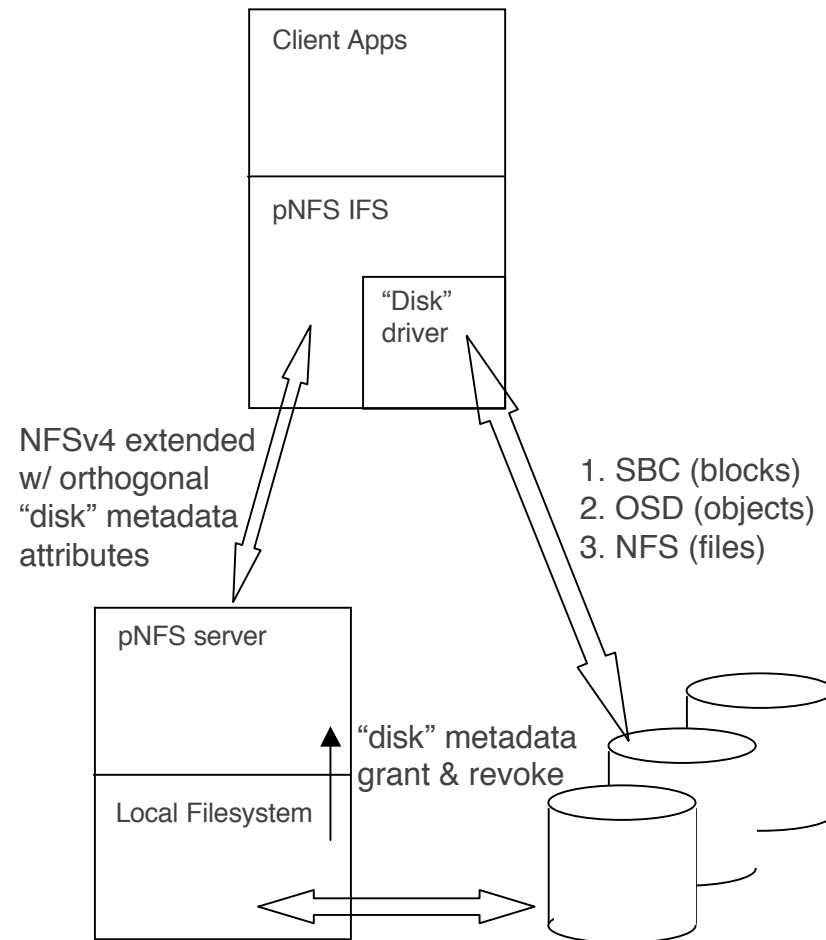 Client Apps
pNFS IFS
“Disk”
driver
NFSv4 extended
w/ orthogonal
“disk” metadata
attributes
1. SBC (blocks)
2. OSD (objects)
3. NFS (files)
pNFS server
“disk” metadata
grant & revoke
Local Filesystem